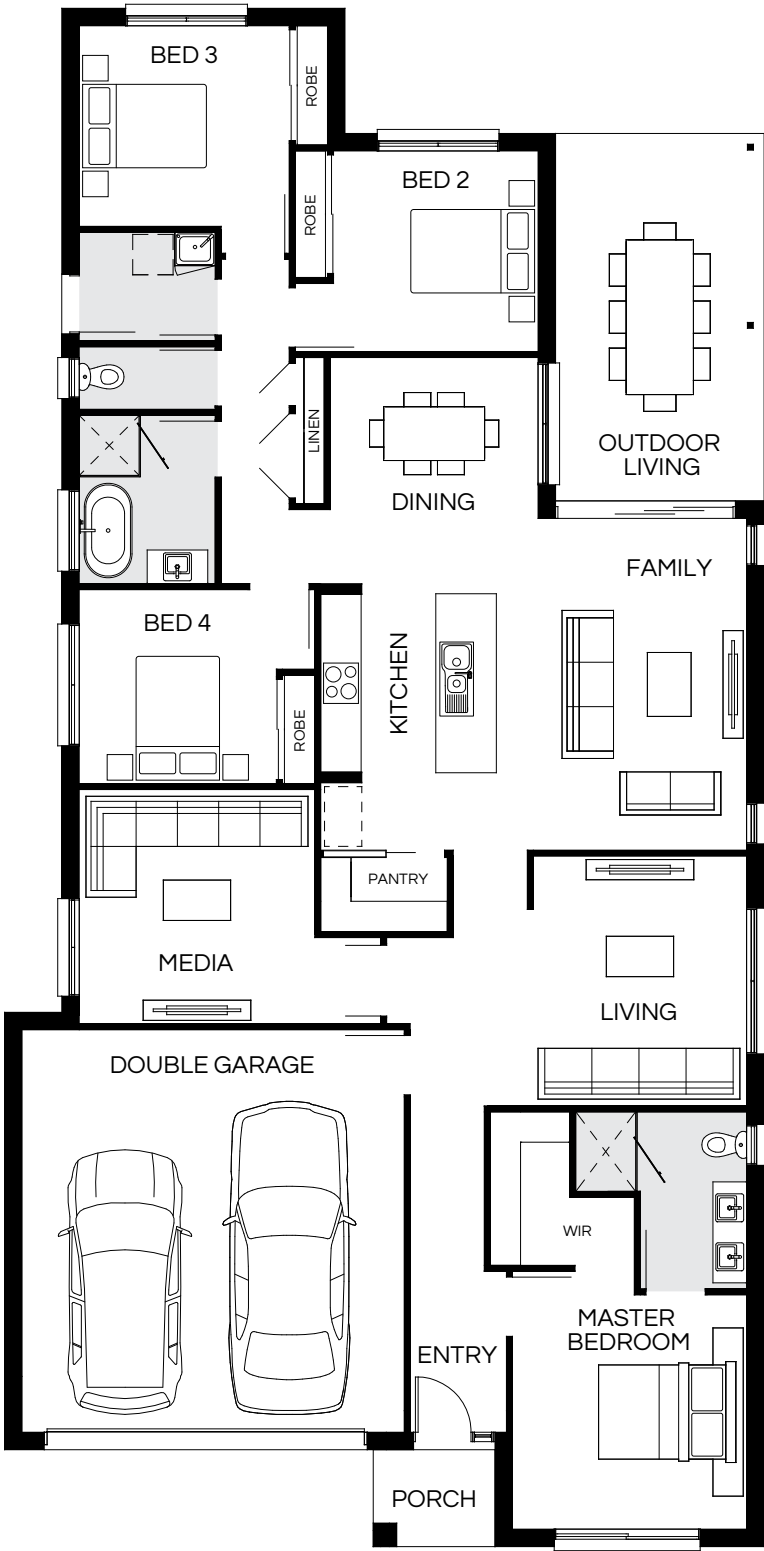 BED 3
ROBE
BED 2
ROBE
LINEN
DINING
OUTDOOR
LIVING
FAMILY
BED 4
KITCHEN
ROBE
PANTRY
MEDIA
LIVING
DOUBLE GARAGE
WIR
MASTER
BEDROOM
ENTRY
PORCH